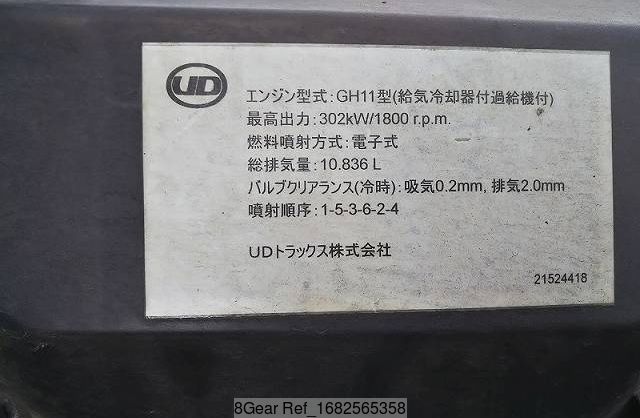 UD
エンジン型式:GH11型(給気冷却器付過給機付)
最高出力:302kW/1800 r.p.m.
燃料噴射方式:電子式
総排気量:10.836 L
バルブクリアランス(冷時):吸気0.2mm, 排気2.0mm
噴射順序:1-5-3-6-2-4
UDトラックス株式会社
21524418
8Gear Ref_1682565358